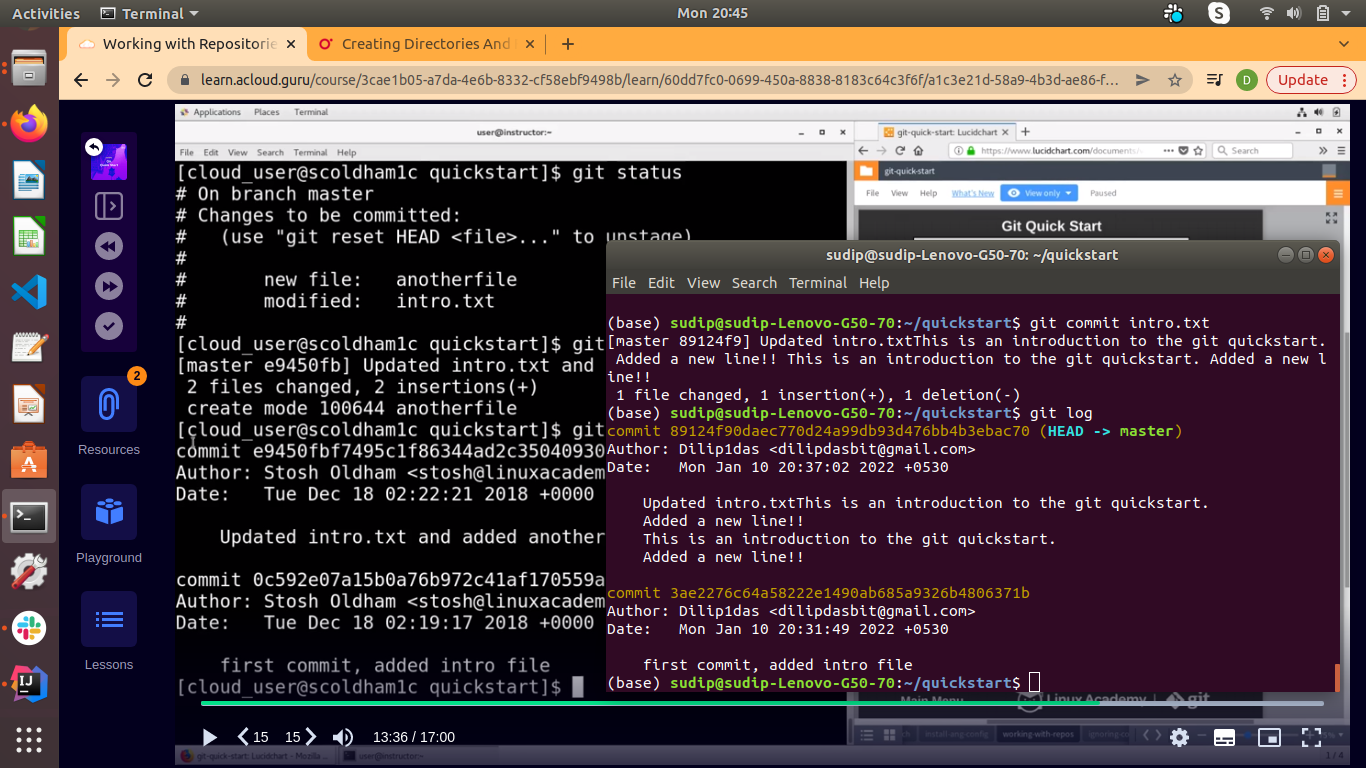 Activities Terminal Mon 20:45
Working with Repositorie Creating Directories And
learn.acloud.guru/course/3cae1b05-a7da-4e6b-8332-cf58ebf9498b/learn/60dd7fc0-0699-450a-8838-8183c64c3f6f/a1c3e21d-58a9-4b3d-ae86-f… D Update
Applications Places Terminal
user@instructor:~
File Edit View Search Terminal Help
[cloud_user@scoldham1c quickstart]$ git status
# On branch master
# Changes to be committed:
# (use "git reset HEAD <file>..." to unstage)
#
# new file: anotherfile
# modified: intro.txt
#
[cloud_user@scoldham1c quickstart]$ git
[master e9450fb] Updated intro.txt and
2 files changed, 2 insertions(+)
create mode 100644 anotherfile
[cloud_user@scoldham1c quickstart]$ git
commit e9450fbf7495c1f86344ad2c35040930
Author: Stosh Oldham <stosh@linuxacadem
Date: Tue Dec 18 02:22:21 2018 +0000
Updated intro.txt and added another
commit 0c592e07a15b0a76b972c41af170559a
Author: Stosh Oldham <stosh@linuxacadem
Date: Tue Dec 18 02:19:17 2018 +0000
first commit, added intro file
[cloud_user@scoldham1c quickstart]$
git-quick-start: Lucidchart
https://www.lucidchart.com/documents/ Search
git-quick-start
File View Help What's New View only Paused
Git Quick Start
sudip@sudip-Lenovo-G50-70: ~/quickstart
File Edit View Search Terminal Help
(base) sudip@sudip-Lenovo-G50-70:~/quickstart$ git commit intro.txt
[master 89124f9] Updated intro.txtThis is an introduction to the git quickstart.
Added a new line!! This is an introduction to the git quickstart. Added a new l
ine!!
1 file changed, 1 insertion(+), 1 deletion(-)
(base) sudip@sudip-Lenovo-G50-70:~/quickstart$ git log
commit 89124f90daec770d24a99db93d476bb4b3ebac70 (HEAD -> master)
Author: Dilip1das <dilipdasbit@gmail.com>
Date: Mon Jan 10 20:37:02 2022 +0530
Updated intro.txtThis is an introduction to the git quickstart.
Added a new line!!
This is an introduction to the git quickstart.
Added a new line!!
commit 3ae2276c64a58222e1490ab685a9326b4806371b
Author: Dilip1das <dilipdasbit@gmail.com>
Date: Mon Jan 10 20:31:49 2022 +0530
first commit, added intro file
(base) sudip@sudip-Lenovo-G50-70:~/quickstart$
2
Resources
Playground
Lessons
Main Menu Linux Academy git
15 15 13:36 / 17:00
install-and-config working-with-repos
git-quick-start: Lucidchart - Mozilla user@instructor:~ 1 / 4